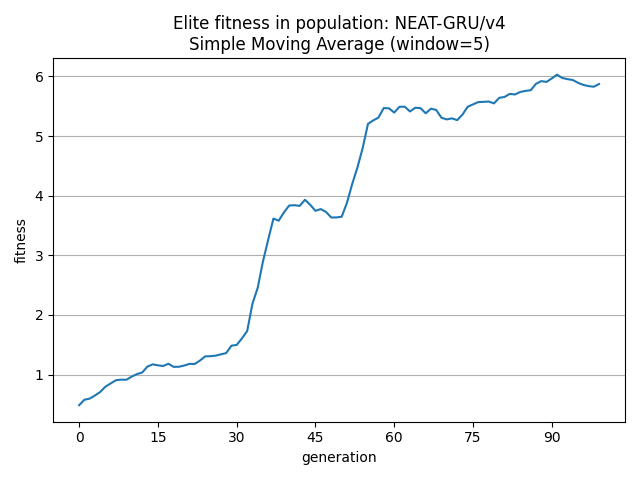 Elite fitness in population: NEAT-GRU/v4
Simple Moving Average (window=5)
6
5
4
3
2
1
fitness
0 15 30 45 60 75 90
generation